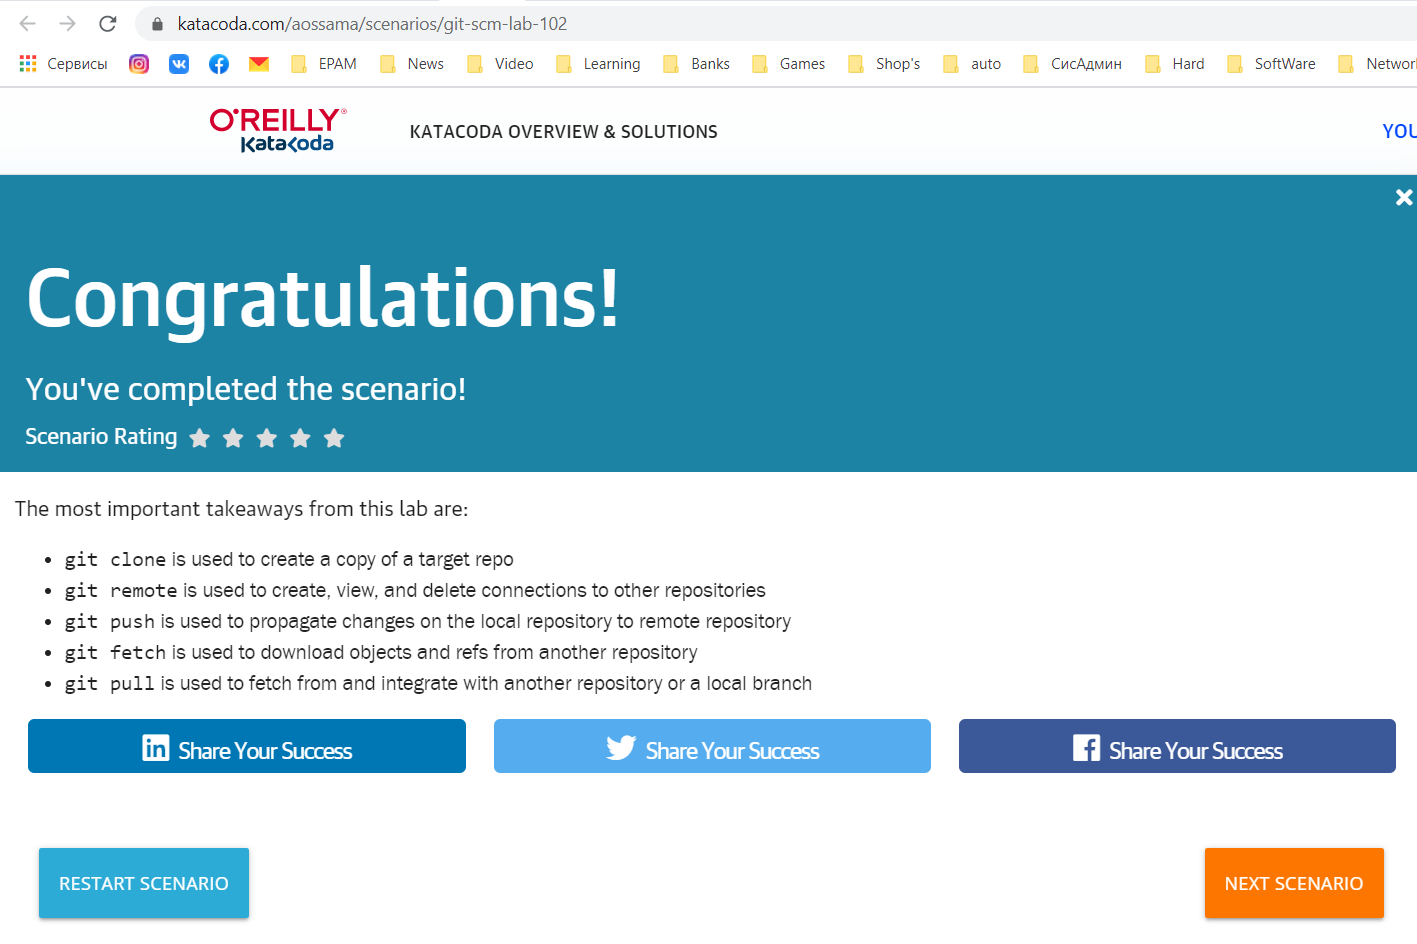 katacoda.com/aossama/scenarios/git-scm-lab-102
Сервисы EPAM News Video Learning Banks Games Shop's auto СисАдмин Hard SoftWare Networ
O'REILLY®
Katacoda
KATACODA OVERVIEW & SOLUTIONS
YOU
Congratulations!
You've completed the scenario!
Scenario Rating
The most important takeaways from this lab are:
• git clone is used to create a copy of a target repo
• git remote is used to create, view, and delete connections to other repositories
• git push is used to propagate changes on the local repository to remote repository
• git fetch is used to download objects and refs from another repository
• git pull is used to fetch from and integrate with another repository or a local branch
in Share Your Success
Share Your Success
f Share Your Success
RESTART SCENARIO
NEXT SCENARIO